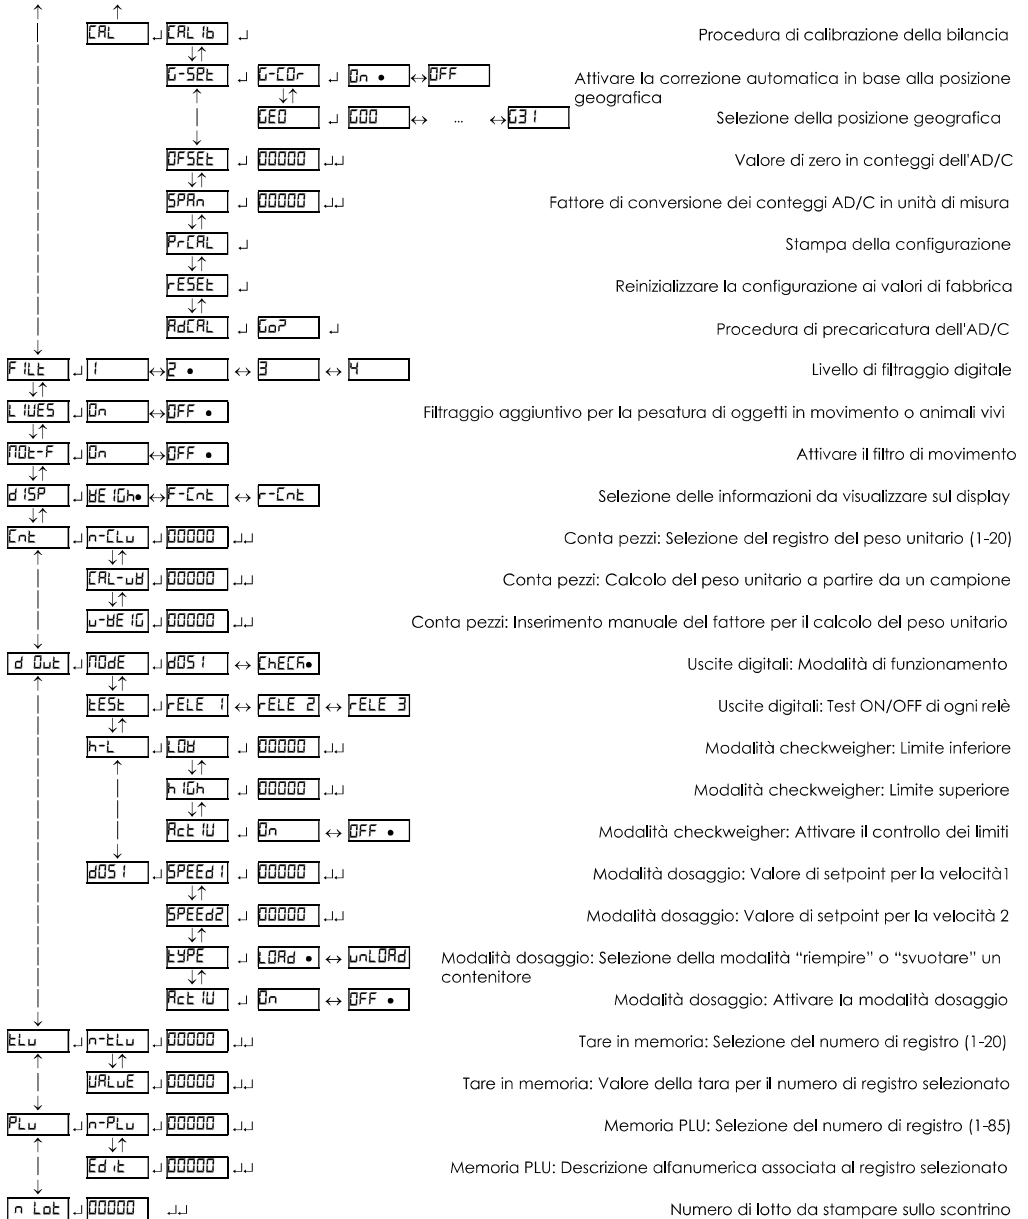 ↑ ↑
CAL ↵ CAL Ib ↵ Procedura di calibrazione della bilancia
↓↑
G-SPt ↵ G-COr ↵ On • ↔ OFF Attivare la correzione automatica in base alla posizione
geografica
↓↑
GEO ↵ G00 ↔ ... ↔ G31 Selezione della posizione geografica
OFSEt ↵ 00000 ↵↵ Valore di zero in conteggi dell'AD/C
↓↑
SPAn ↵ 00000 ↵↵ Fattore di conversione dei conteggi AD/C in unità di misura
↓↑
PrCAL ↵ Stampa della configurazione
↓↑
rESEt ↵ Reinizializzare la configurazione ai valori di fabbrica
↓↑
AdCAL ↵ Go? ↵ Procedura di precaricatura dell'AD/C
FILt ↵ 1 ↔ 2 • ↔ 3 ↔ 4 Livello di filtraggio digitale
↓↑
LIVES ↵ On ↔ OFF • Filtraggio aggiuntivo per la pesatura di oggetti in movimento o animali vivi
↓↑
MOt-F ↵ On ↔ OFF • Attivare il filtro di movimento
↓↑
dISP ↵ WEIGh• ↔ F-Cnt ↔ r-Cnt Selezione delle informazioni da visualizzare sul display
↓↑
Cnt ↵ n-CLu ↵ 00000 ↵↵ Conta pezzi: Selezione del registro del peso unitario (1-20)
↓↑
CAL-uW ↵ 00000 ↵↵ Conta pezzi: Calcolo del peso unitario a partire da un campione
↓↑
u-WEIG ↵ 00000 ↵↵ Conta pezzi: Inserimento manuale del fattore per il calcolo del peso unitario
d Out ↵ MOdE ↵ dOSI ↔ ChECK• Uscite digitali: Modalità di funzionamento
↓↑
tESt ↵ rELE 1 ↔ rELE 2 ↔ rELE 3 Uscite digitali: Test ON/OFF di ogni relè
↓↑
h-L ↵ LOW ↵ 00000 ↵↵ Modalità checkweigher: Limite inferiore
↓↑
hIGh ↵ 00000 ↵↵ Modalità checkweigher: Limite superiore
↓↑
ActIV ↵ On ↔ OFF • Modalità checkweigher: Attivare il controllo dei limiti
dOSI ↵ SPEEd1 ↵ 00000 ↵↵ Modalità dosaggio: Valore di setpoint per la velocità1
↓↑
SPEEd2 ↵ 00000 ↵↵ Modalità dosaggio: Valore di setpoint per la velocità 2
↓↑
tYPE ↵ LOAd • ↔ unLOAd Modalità dosaggio: Selezione della modalità “riempire” o “svuotare” un
contenitore
↓↑
ActIV ↵ On ↔ OFF • Modalità dosaggio: Attivare la modalità dosaggio
tLu ↵ n-tLu ↵ 00000 ↵↵ Tare in memoria: Selezione del numero di registro (1-20)
↓↑
VALuE ↵ 00000 ↵↵ Tare in memoria: Valore della tara per il numero di registro selezionato
PLu ↵ n-PLu ↵ 00000 ↵↵ Memoria PLU: Selezione del numero di registro (1-85)
↓↑
Edit ↵ 00000 ↵↵ Memoria PLU: Descrizione alfanumerica associata al registro selezionato
n Lot ↵ 00000 ↵↵ Numero di lotto da stampare sullo scontrino